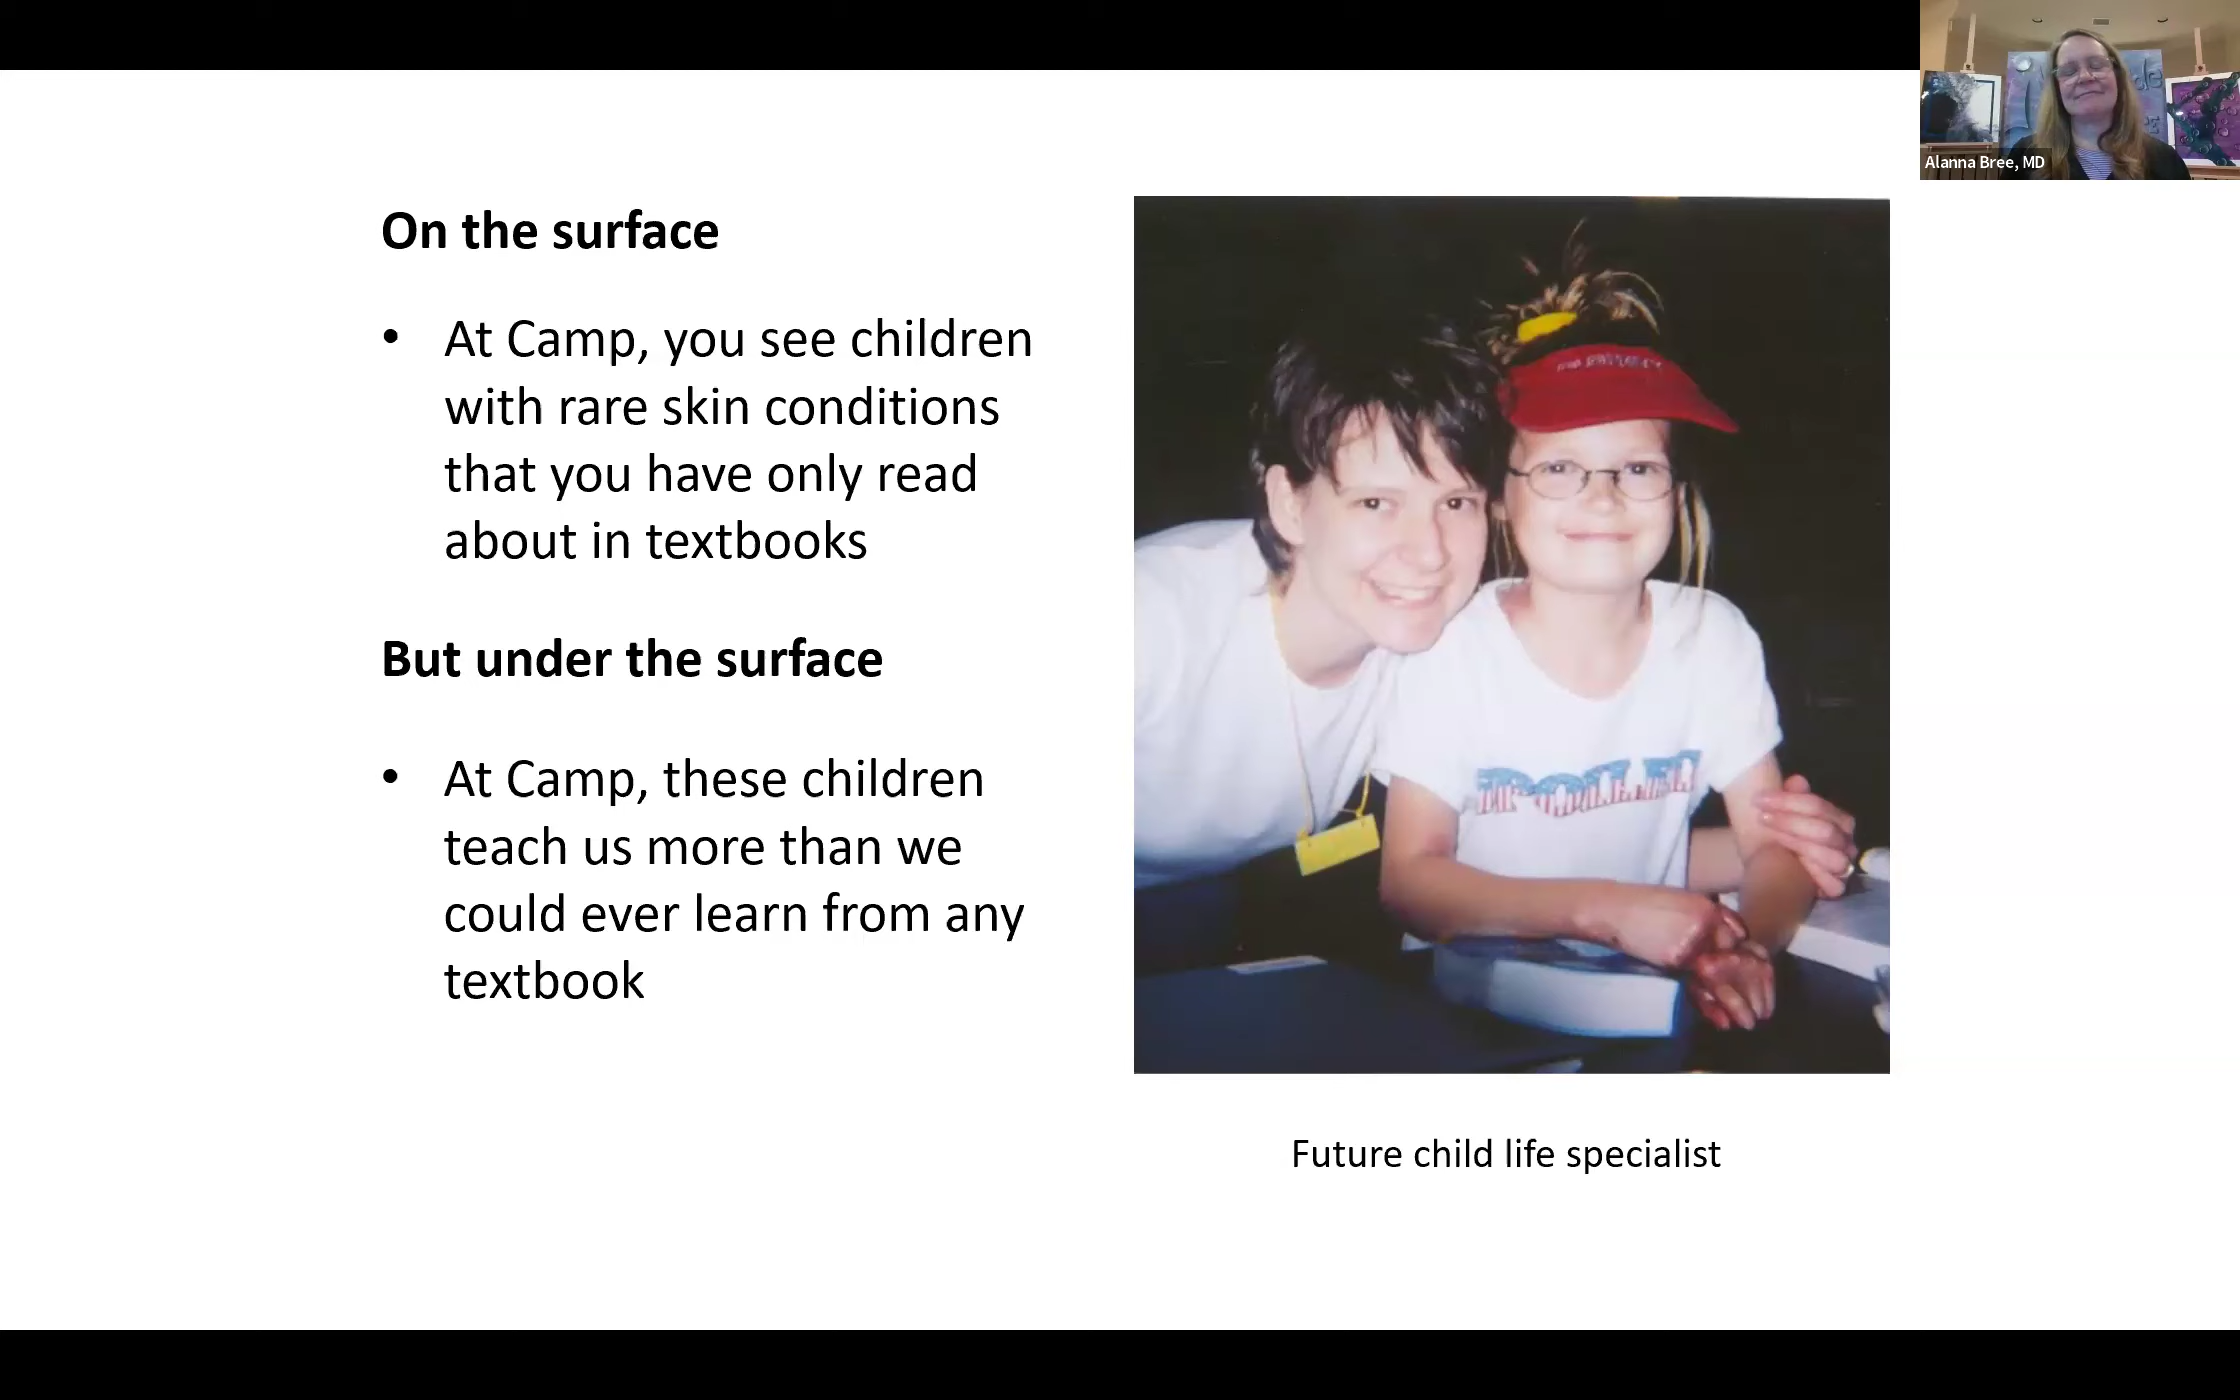 Alanna Bree, MD
On the surface
• At Camp, you see children
with rare skin conditions
that you have only read
about in textbooks
But under the surface
• At Camp, these children
teach us more than we
could ever learn from any
textbook
Future child life specialist